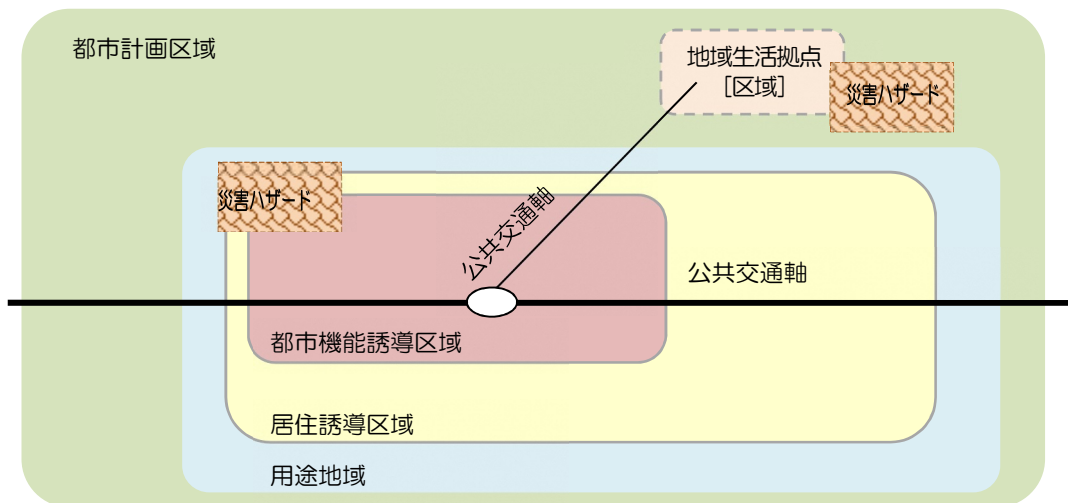 都市計画区域
地域生活拠点
［区域］
災害ハザード
災害ハザード
公共交通軸
公共交通軸
都市機能誘導区域
居住誘導区域
用途地域